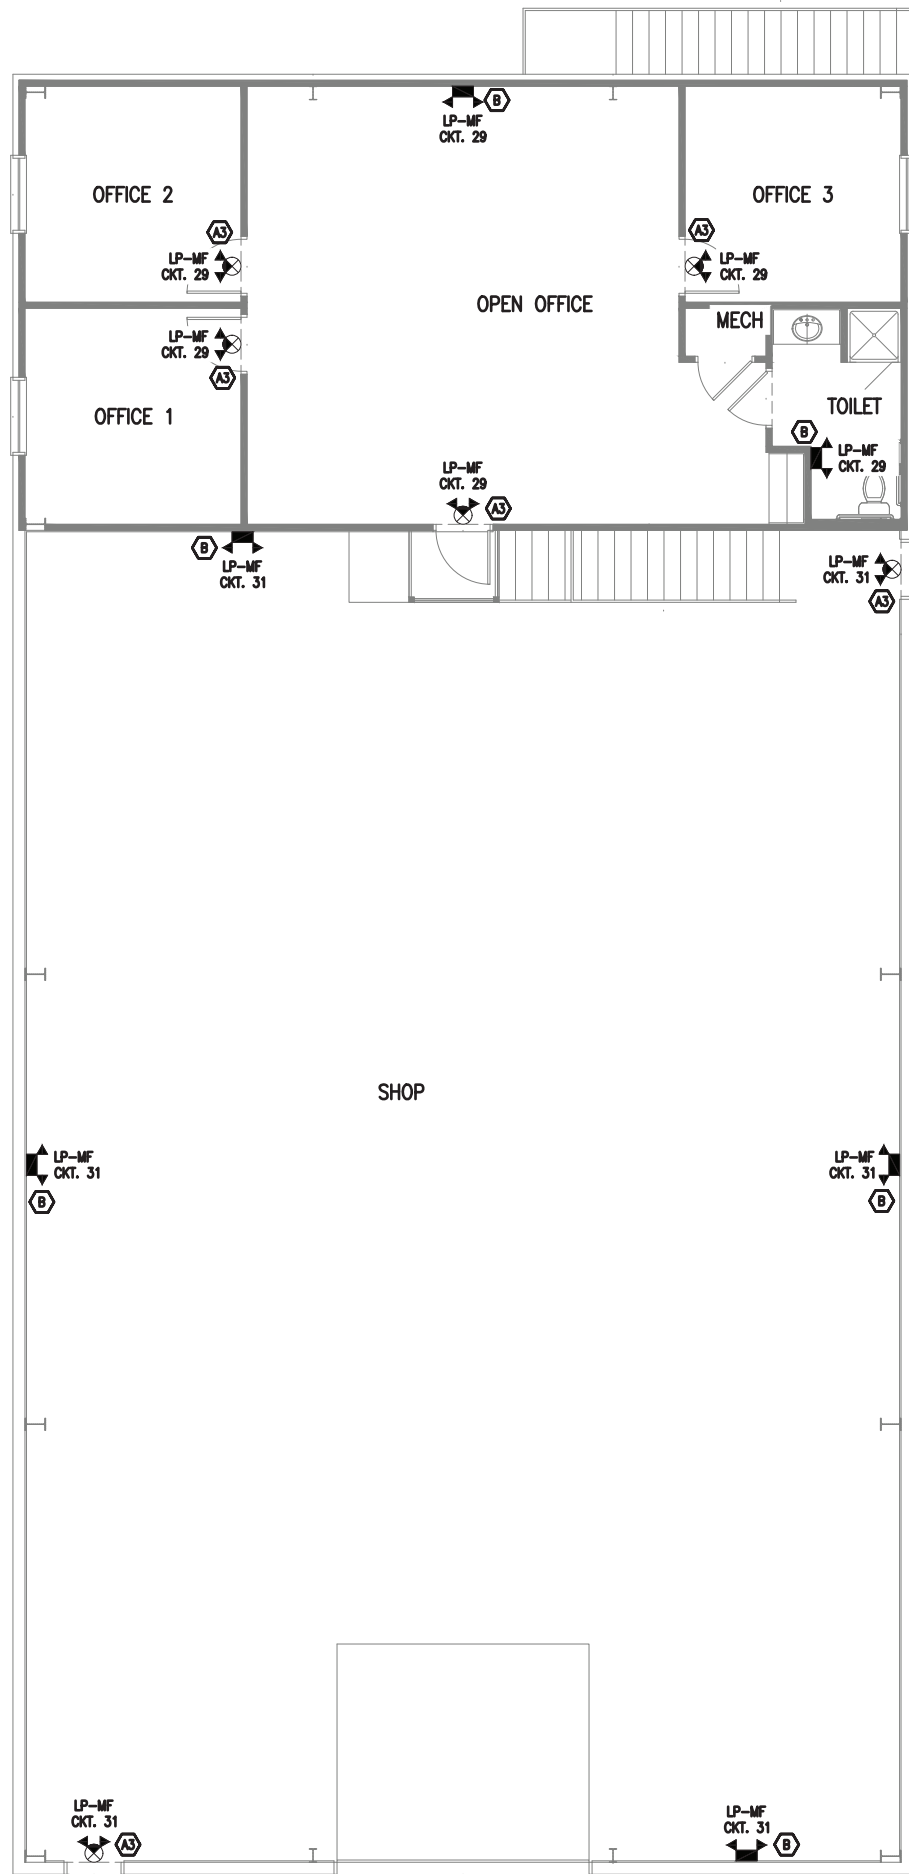 B
LP-MF
CKT. 29
OFFICE 2
OFFICE 3
A3
LP-MF
CKT. 29
A3
LP-MF
CKT. 29
OPEN OFFICE
MECH
LP-MF
CKT. 29
A3
OFFICE 1
TOILET
B
LP-MF
CKT. 29
LP-MF
CKT. 29
A3
B
LP-MF
CKT. 31
LP-MF
CKT. 31
A3
SHOP
LP-MF
CKT. 31
B
LP-MF
CKT. 31
B
LP-MF
CKT. 31
A3
LP-MF
CKT. 31
B